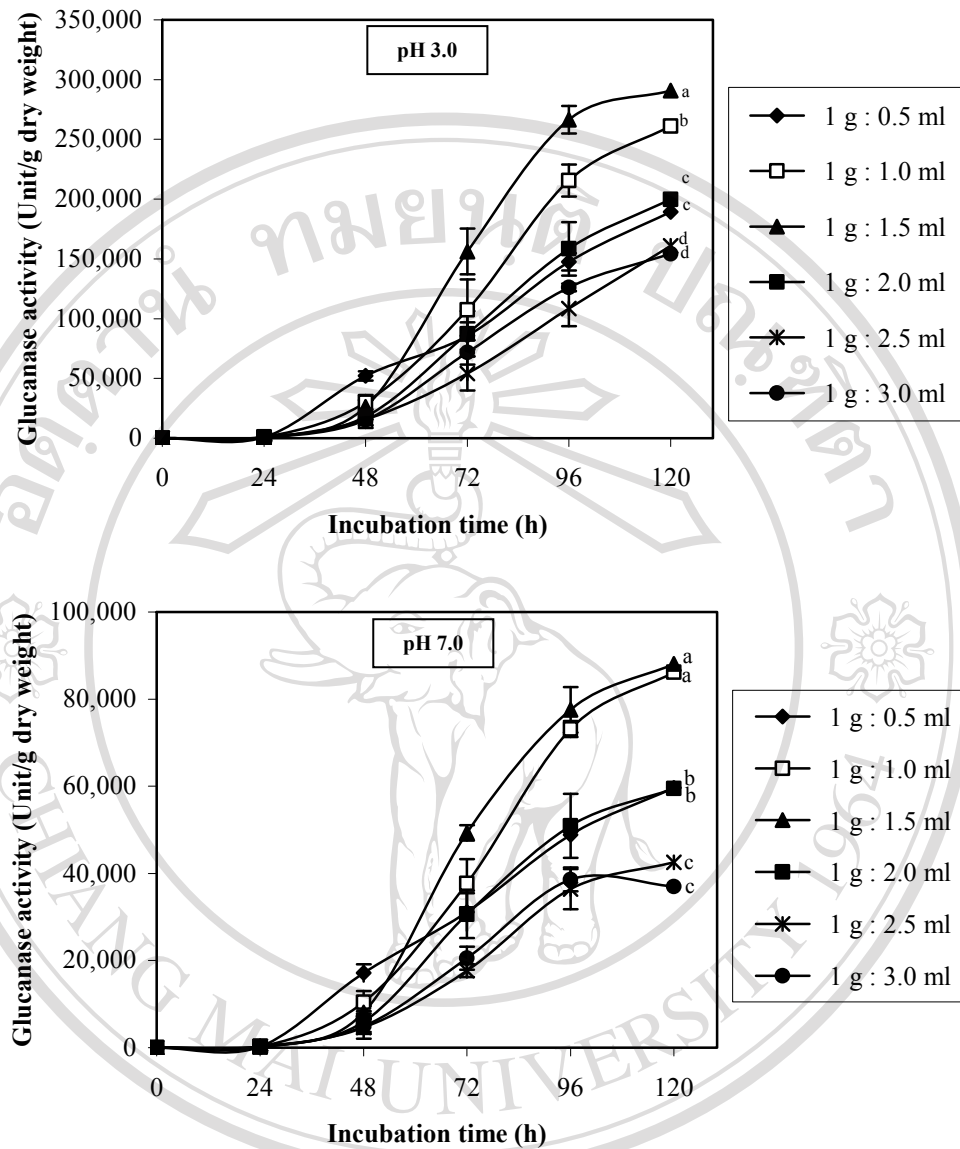 350,000
300,000
250,000
200,000
150,000
100,000
50,000
0
Glucanase activity (Unit/g dry weight)
pH 3.0
a
b
c
c
d
d
0 24 48 72 96 120
Incubation time (h)
1 g : 0.5 ml
1 g : 1.0 ml
1 g : 1.5 ml
1 g : 2.0 ml
1 g : 2.5 ml
1 g : 3.0 ml
100,000
80,000
60,000
40,000
20,000
0
Glucanase activity (Unit/g dry weight)
pH 7.0
a
a
b
b
c
c
0 24 48 72 96 120
Incubation time (h)
1 g : 0.5 ml
1 g : 1.0 ml
1 g : 1.5 ml
1 g : 2.0 ml
1 g : 2.5 ml
1 g : 3.0 ml
CHIANG MAI UNIVERSITY 1964